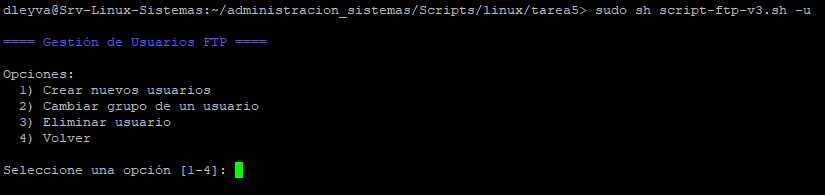 dleyva@Srv-Linux-Sistemas:~/administracion_sistemas/Scripts/linux/tarea5> sudo sh script-ftp-v3.sh -u
==== Gestión de Usuarios FTP ====
Opciones:
1) Crear nuevos usuarios
2) Cambiar grupo de un usuario
3) Eliminar usuario
4) Volver
Seleccione una opción [1-4]: